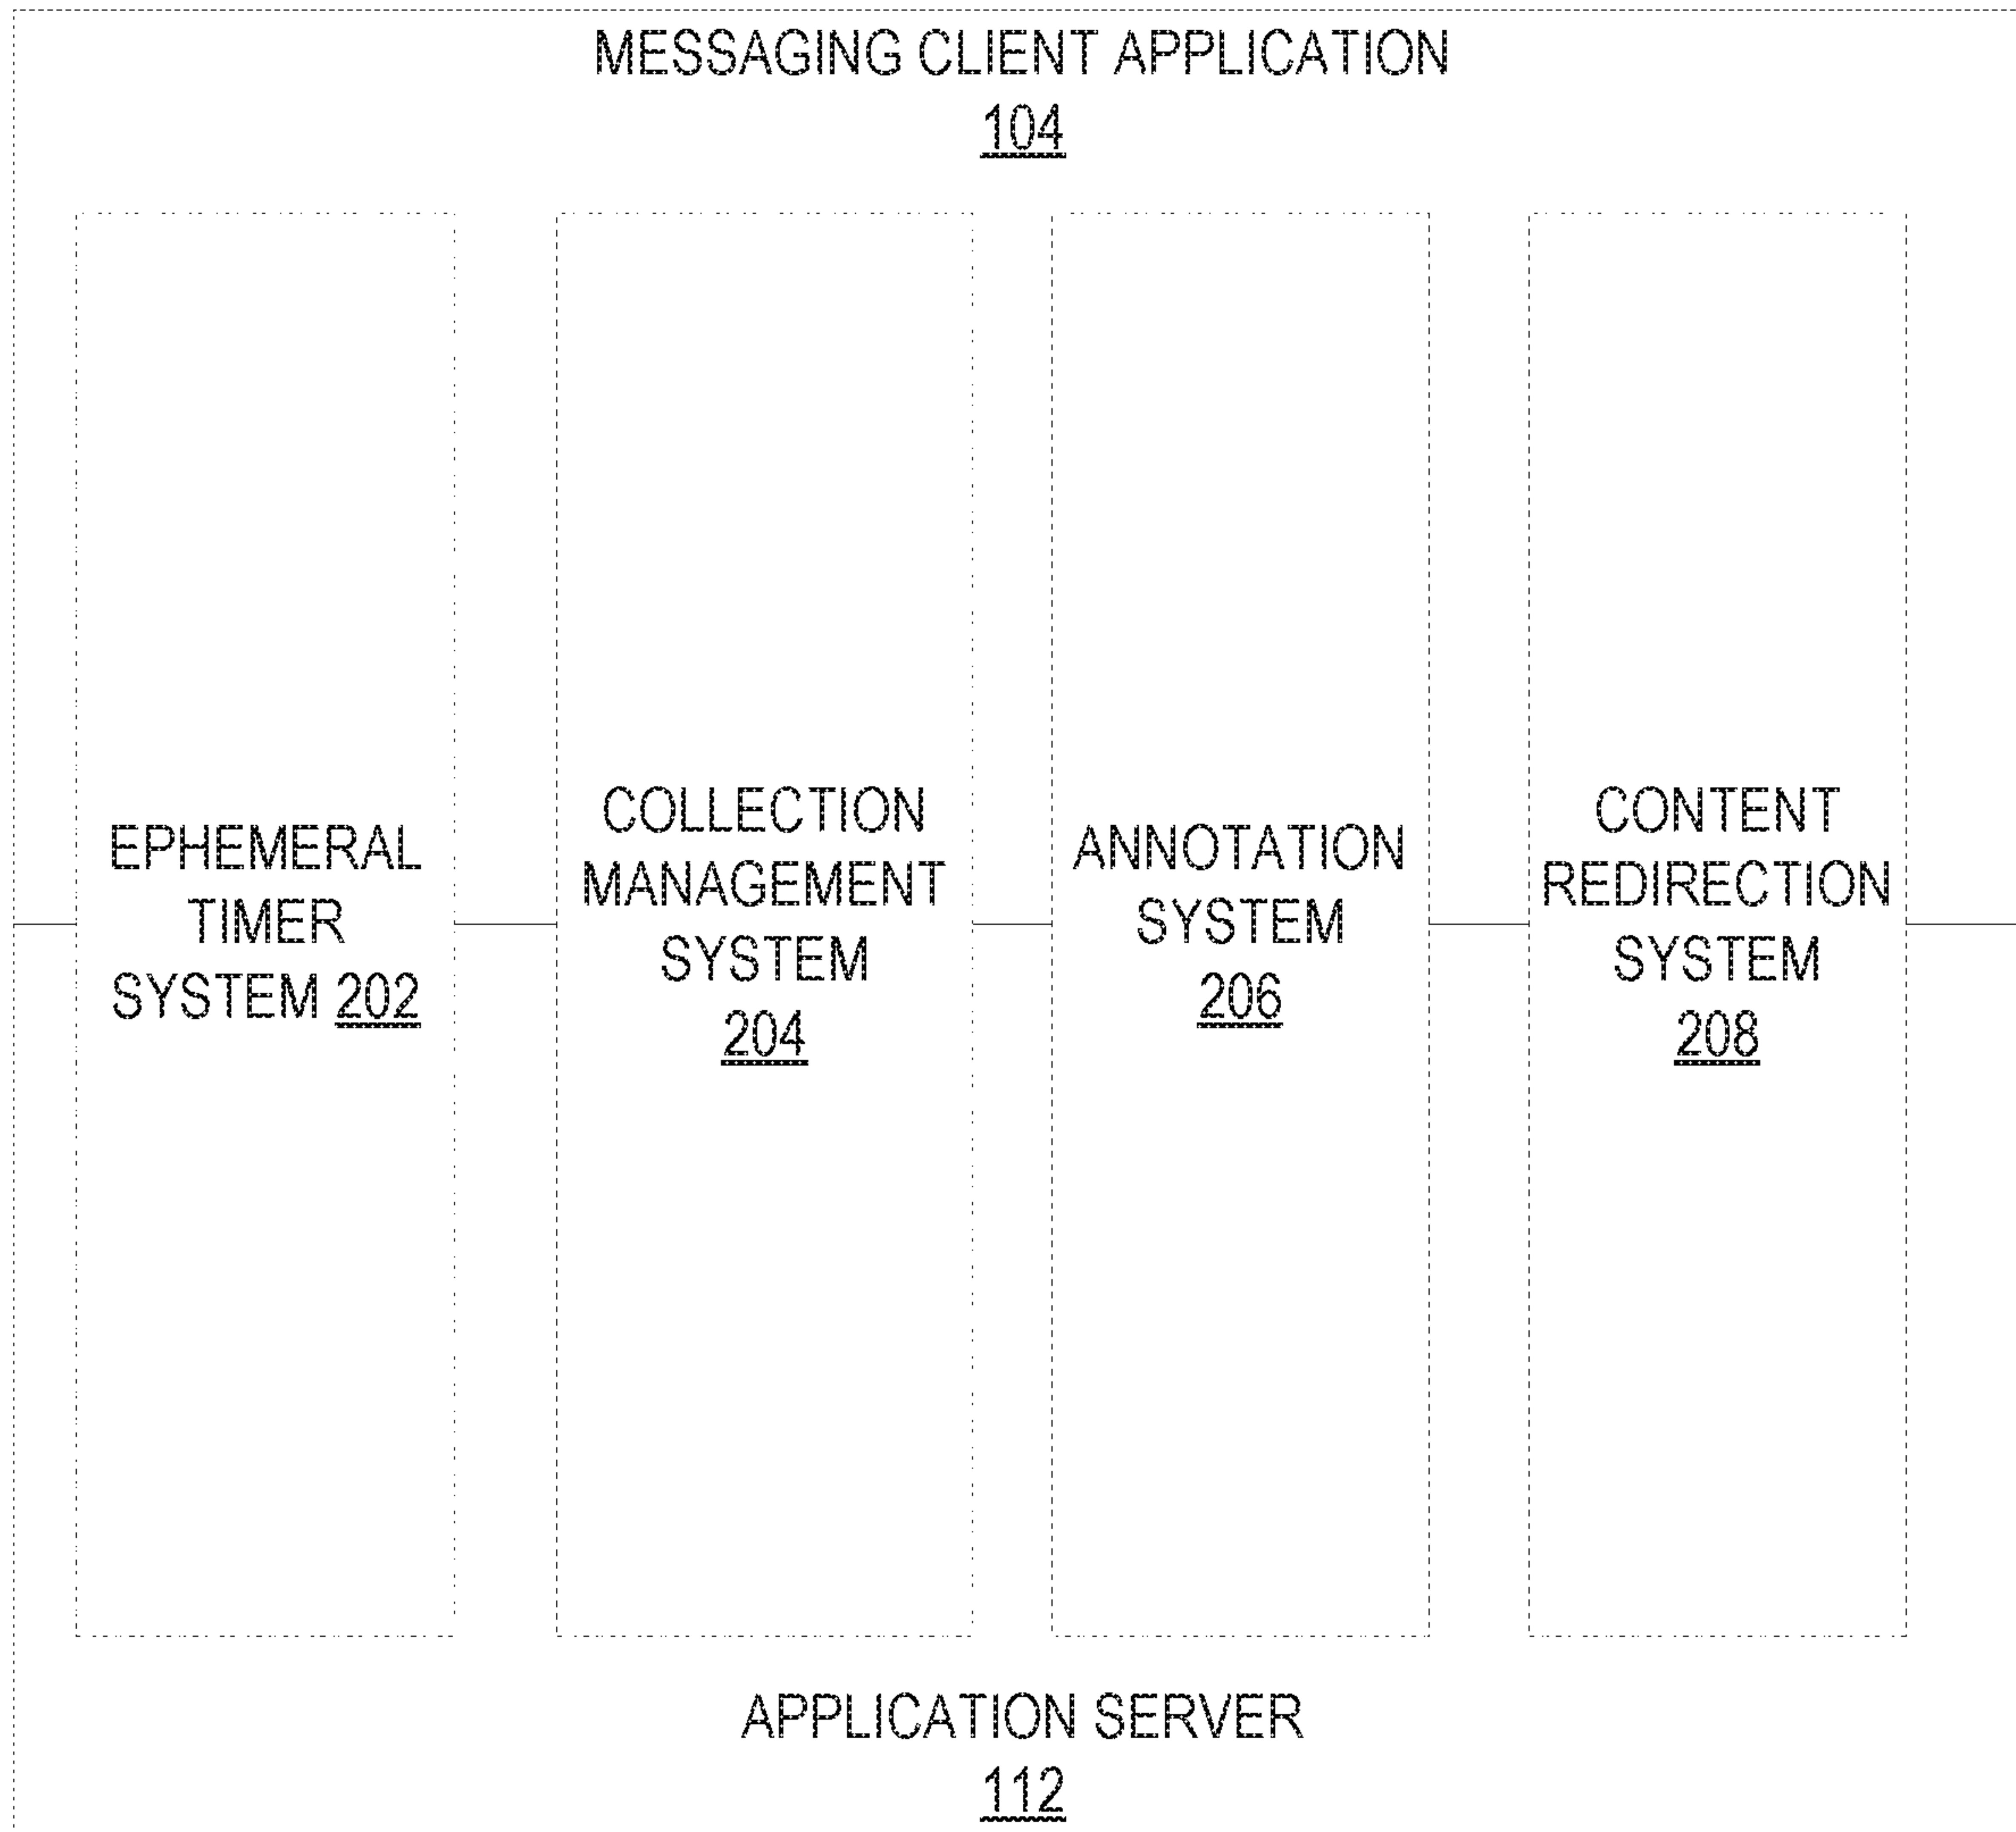 MESSAGING CLIENT APPLICATION
104
EPHEMERAL
TIMER
SYSTEM 202
COLLECTION
MANAGEMENT
SYSTEM
204
ANNOTATION
SYSTEM
206
CONTENT
REDIRECTION
SYSTEM
208
APPLICATION SERVER
112